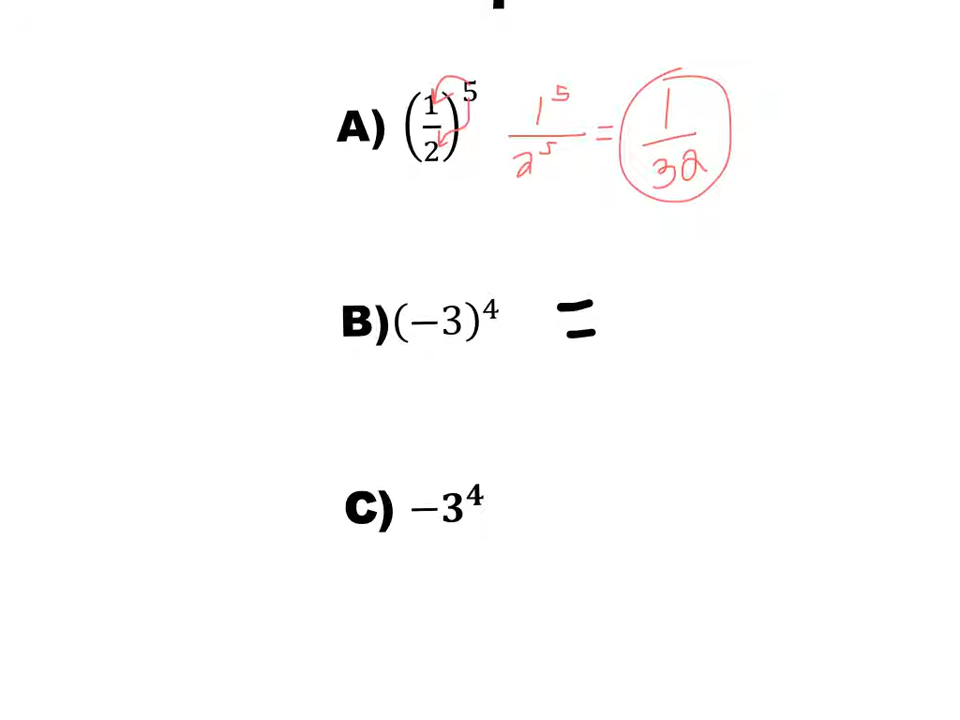 A) (1/2)^5 1^5/2^5 = 1/32
B) (−3)^4 =
C) −3^4